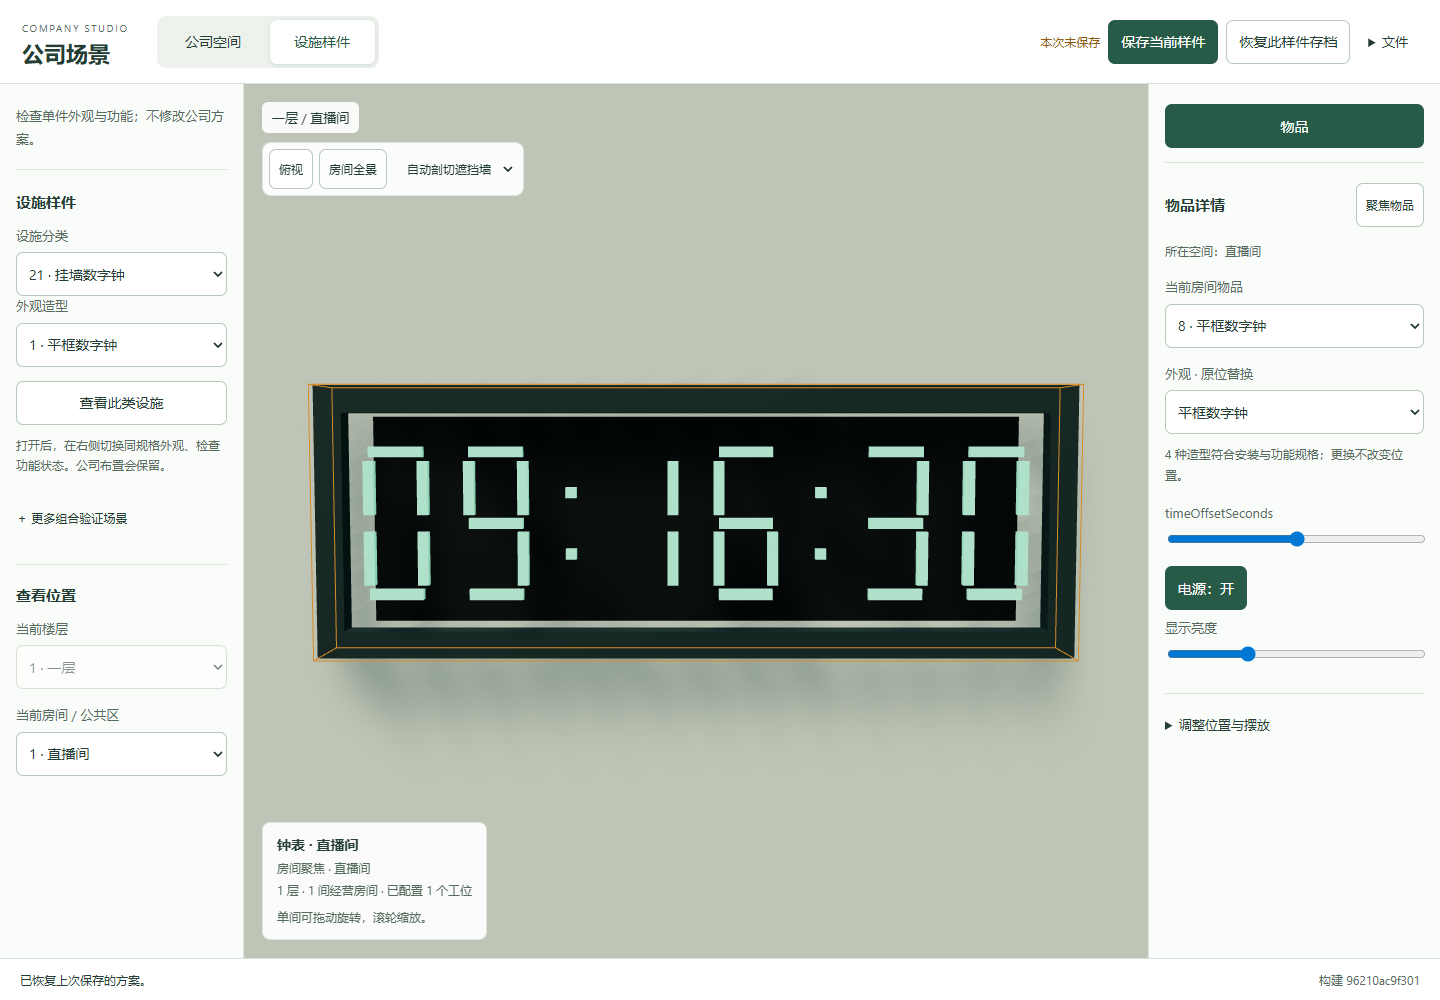 COMPANY STUDIO
公司场景
公司空间
设施样件
本次未保存
保存当前样件
恢复此样件存档
▶ 文件
检查单件外观与功能；不修改公司方案。
设施样件
设施分类
21 · 挂墙数字钟
外观造型
1 · 平框数字钟
查看此类设施
打开后，在右侧切换同规格外观、检查功能状态。公司布置会保留。
+ 更多组合验证场景
查看位置
当前楼层
1 · 一层
当前房间 / 公共区
1 · 直播间
一层 / 直播间
俯视
房间全景
自动剖切遮挡墙
09:16:30
钟表 · 直播间
房间聚焦 · 直播间
1 层 · 1 间经营房间 · 已配置 1 个工位
单间可拖动旋转，滚轮缩放。
物品
物品详情
聚焦物品
所在空间：直播间
当前房间物品
8 · 平框数字钟
外观 · 原位替换
平框数字钟
4 种造型符合安装与功能规格；更换不改变位置。
timeOffsetSeconds
电源：开
显示亮度
▶ 调整位置与摆放
已恢复上次保存的方案。
构建 96210ac9f301